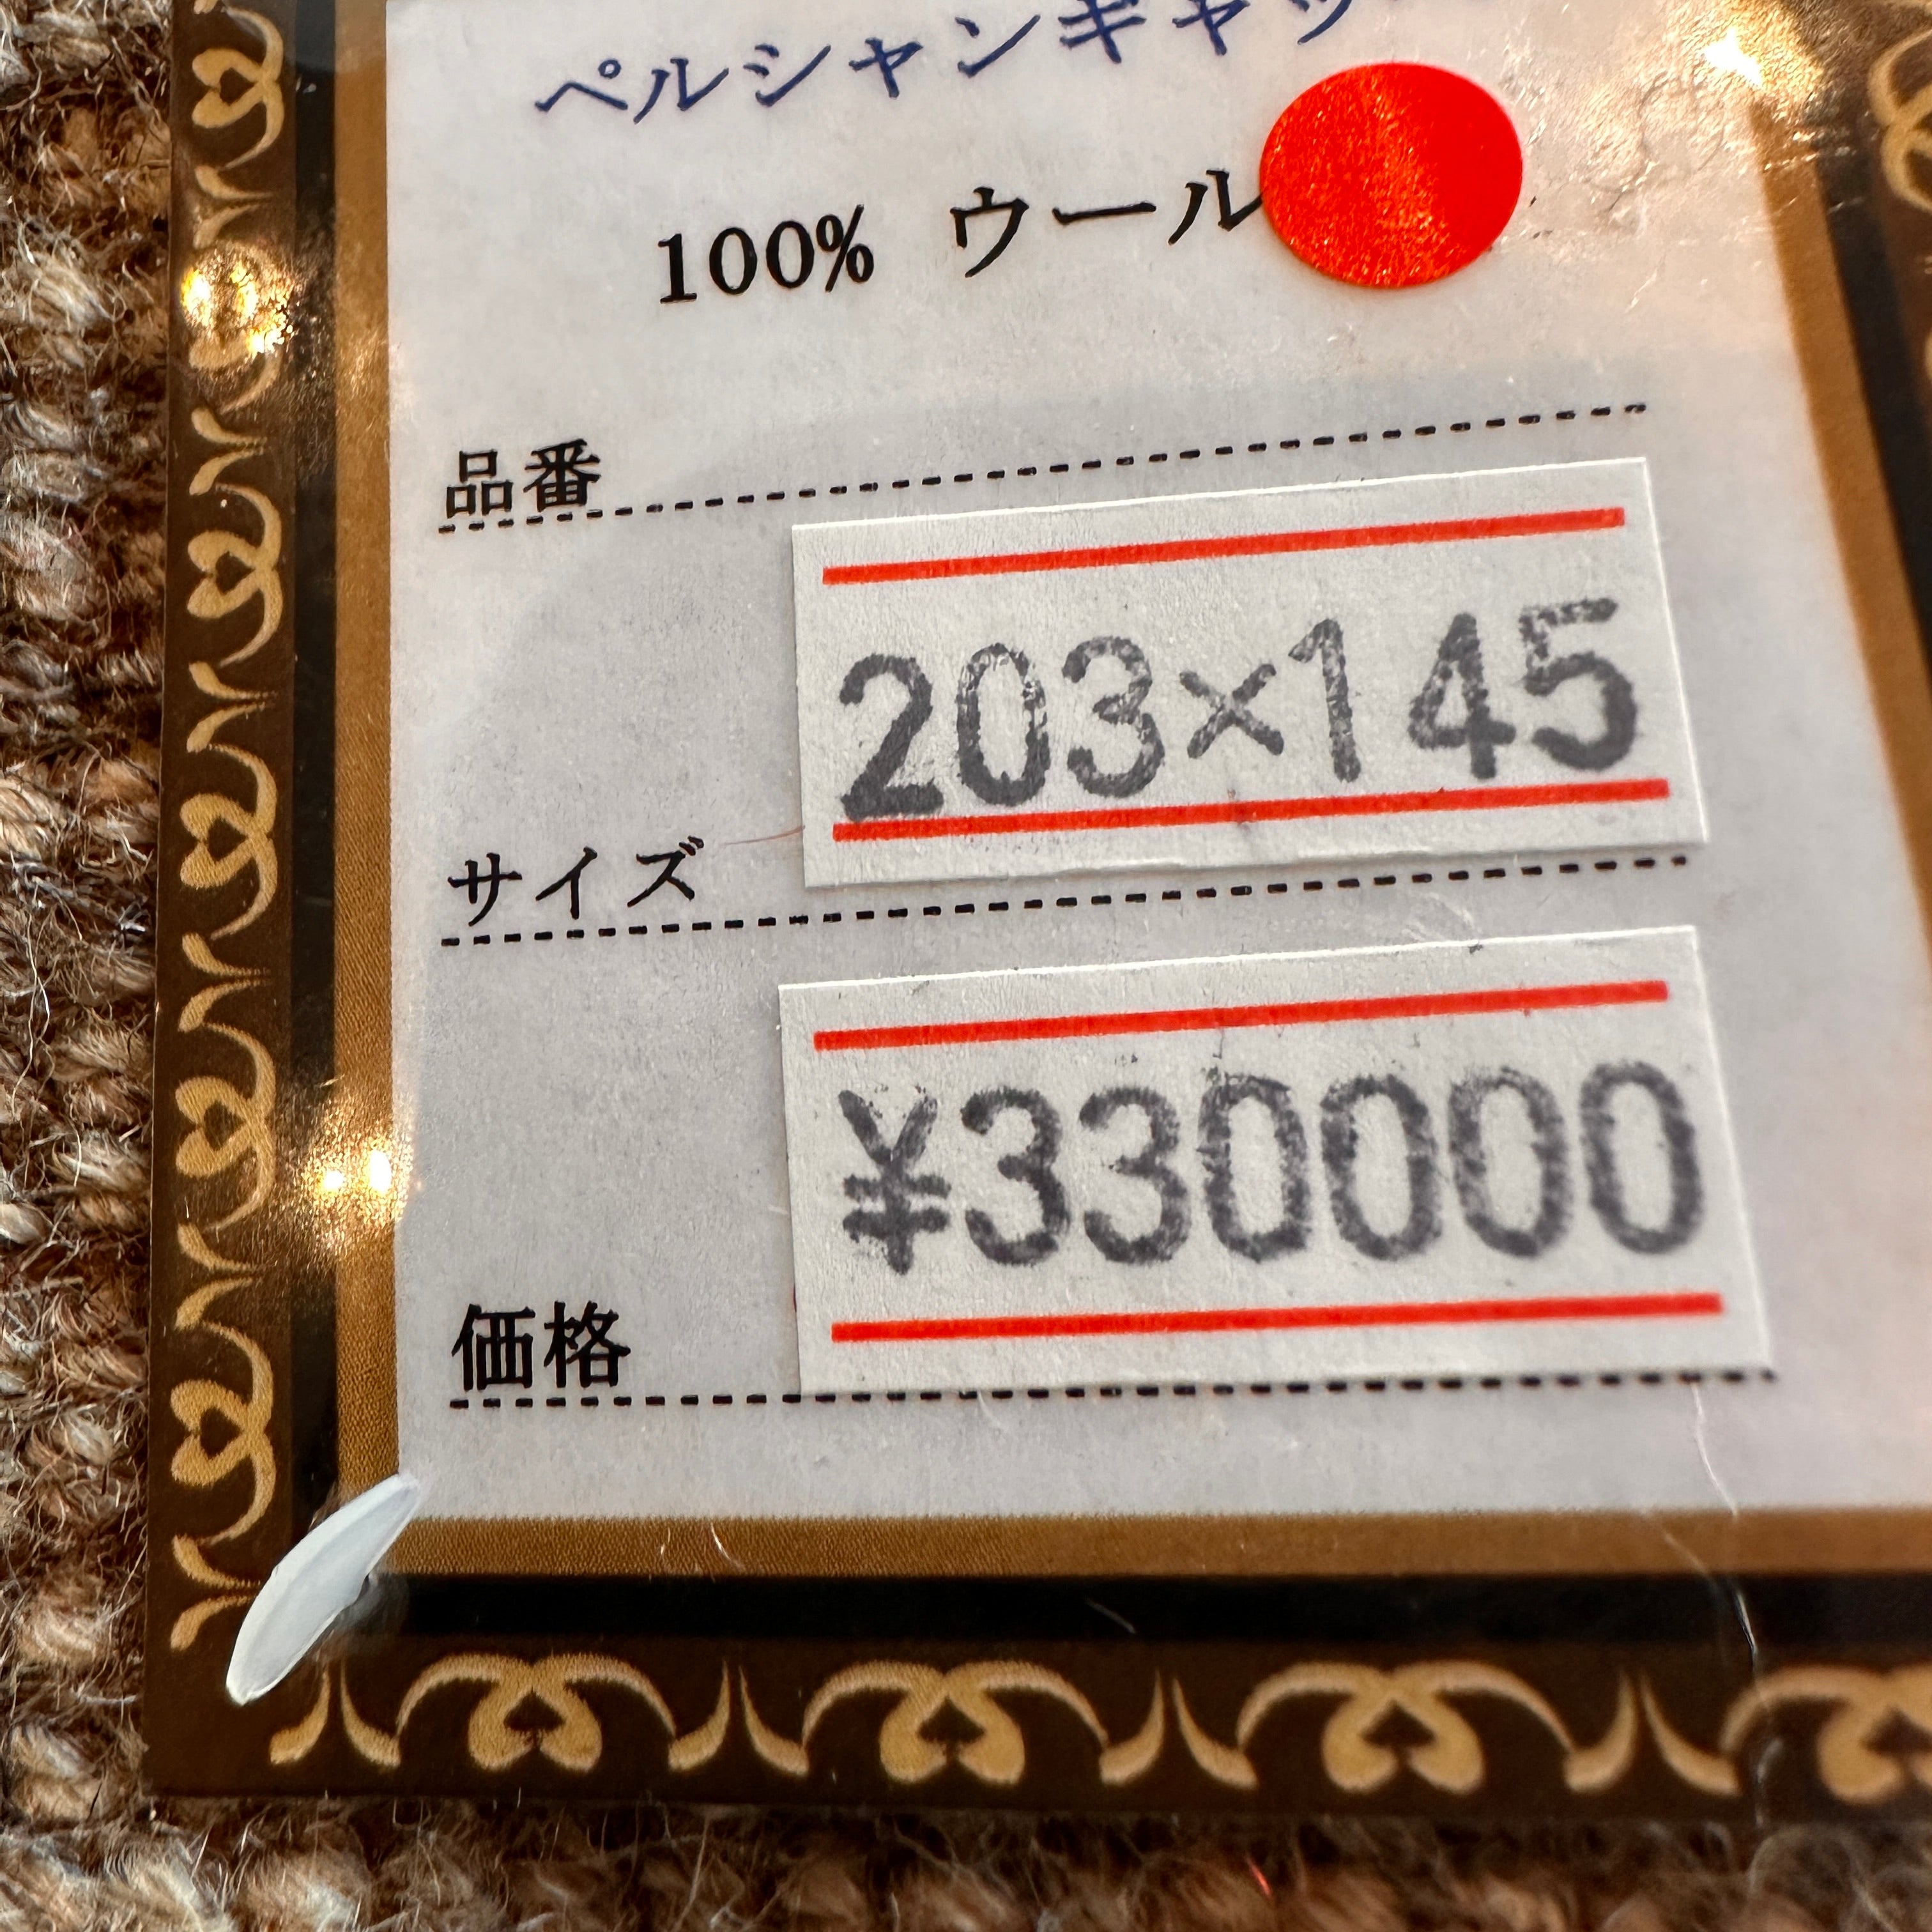 ペルシャンギャッ
100% ウール
品番
203×145
サイズ
¥330000
価格